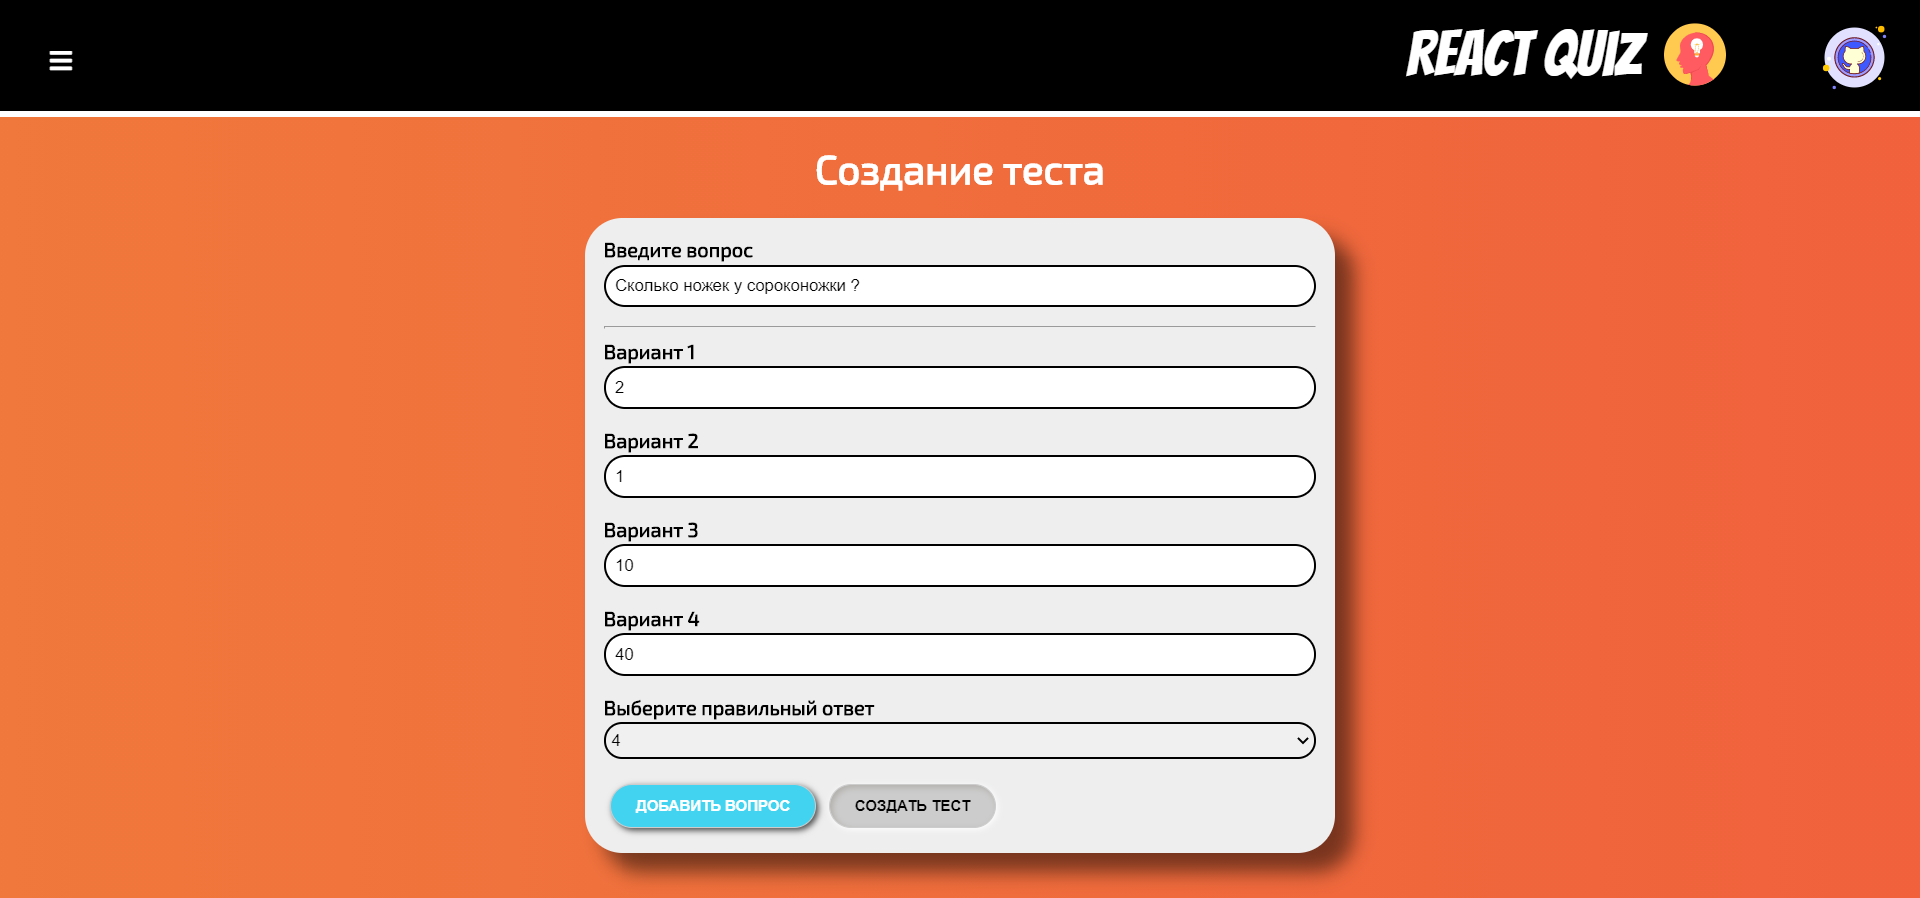 REACT QUIZ
Создание теста
Введите вопрос
Сколько ножек у сороконожки ?
Вариант 1
2
Вариант 2
1
Вариант 3
10
Вариант 4
40
Выберите правильный ответ
4
ДОБАВИТЬ ВОПРОС СОЗДАТЬ ТЕСТ